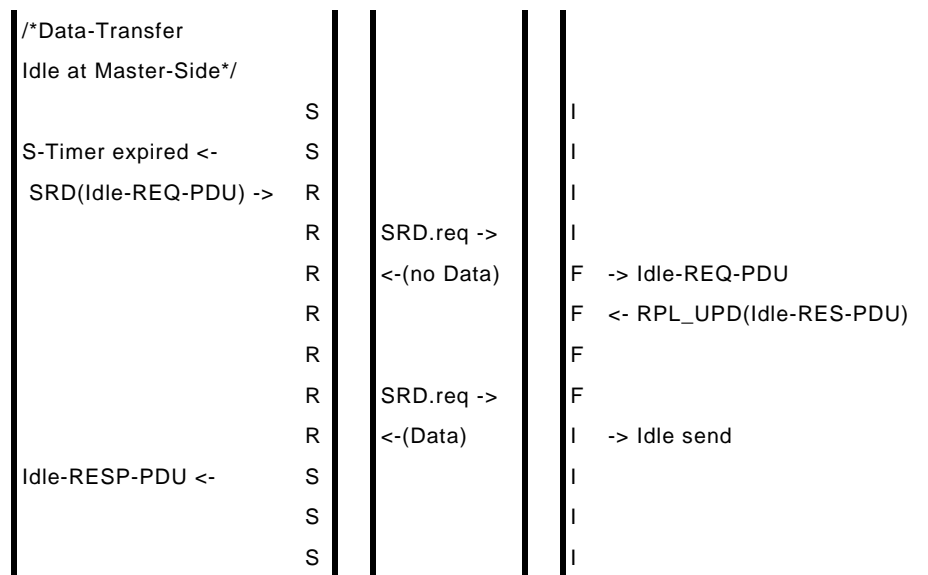 /*Data-Transfer
Idle at Master-Side*/
S I
S-Timer expired <- S I
SRD(Idle-REQ-PDU) -> R I
R SRD.req -> I
R <-(no Data) F -> Idle-REQ-PDU
R F <- RPL_UPD(Idle-RES-PDU)
R F
R SRD.req -> F
R <-(Data) I -> Idle send
Idle-RESP-PDU <- S I
S I
S I